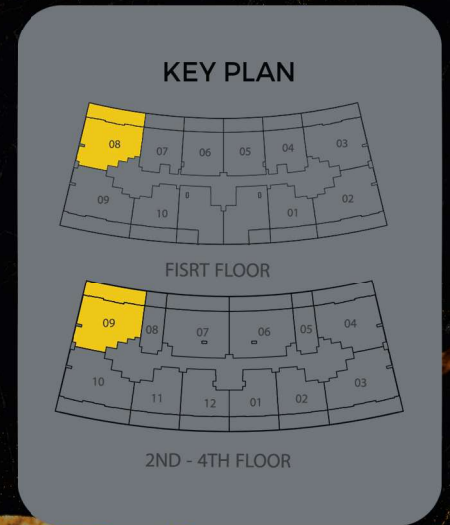 KEY PLAN
08 07 06 05 04 03
09 10 01 02
FISRT FLOOR
09 08 07 06 05 04
10 11 12 01 02 03
2ND - 4TH FLOOR